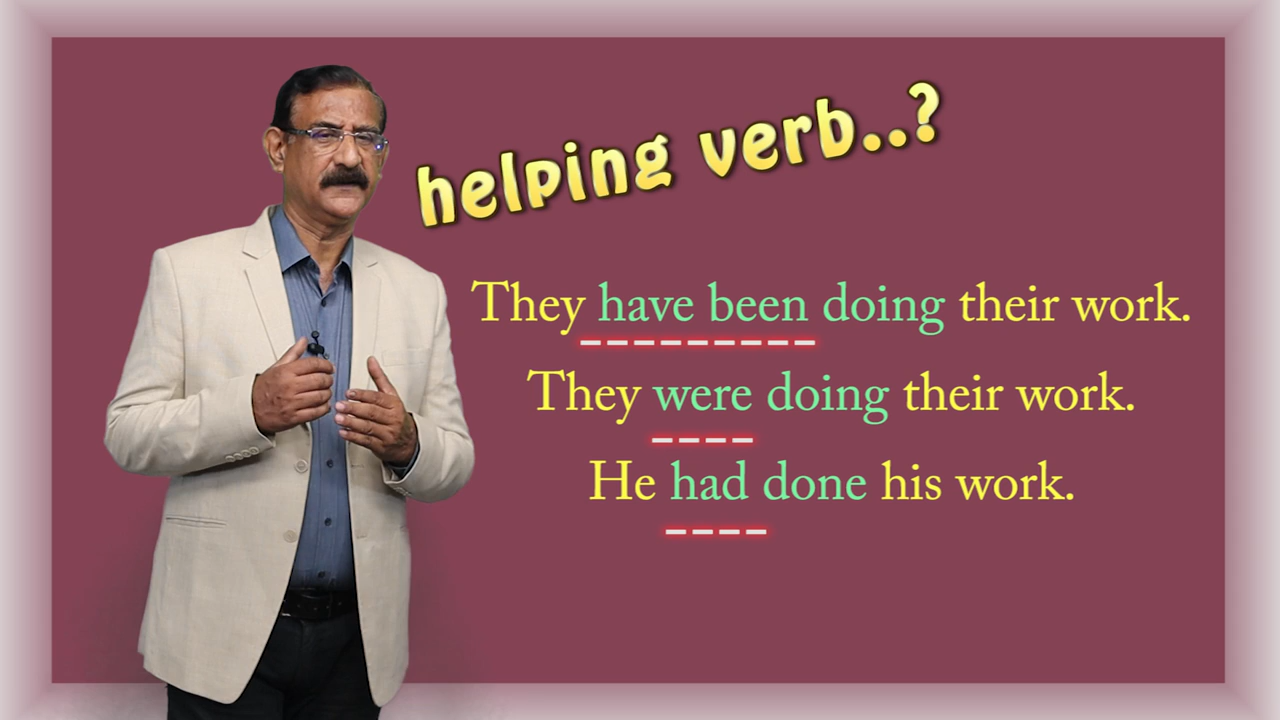 helping verb..?
They have been doing their work.
They were doing their work.
He had done his work.